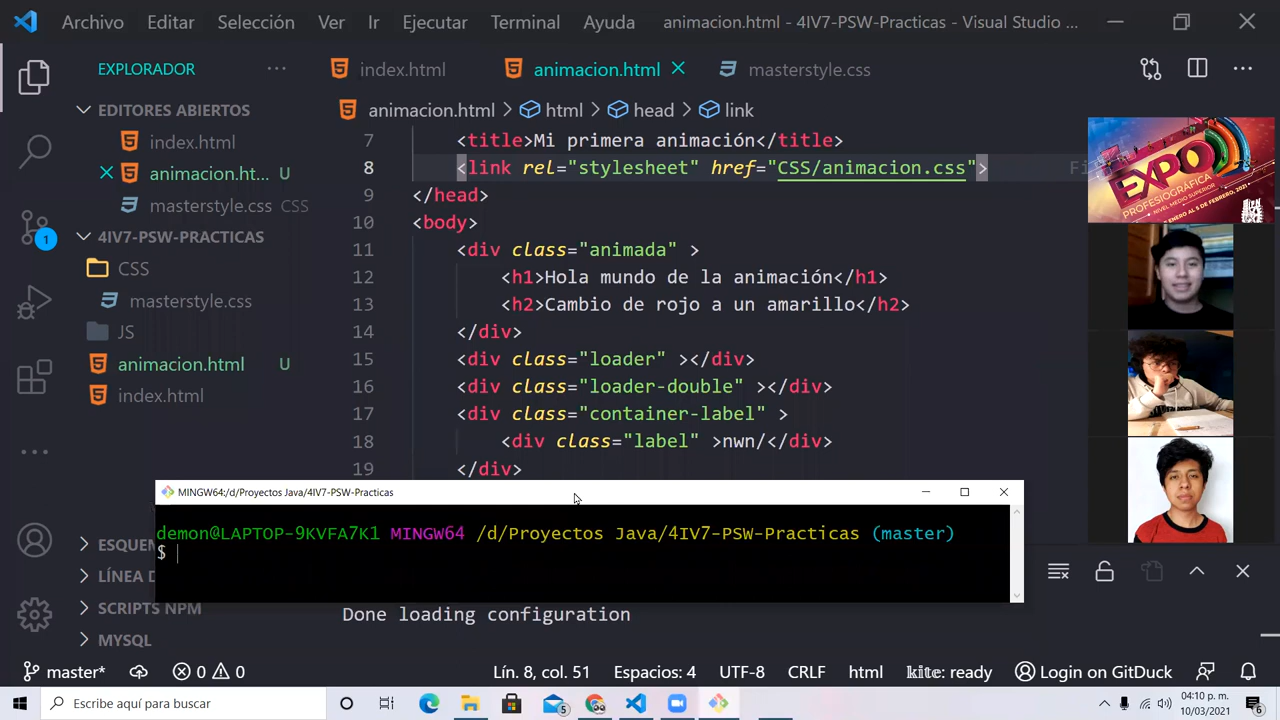 Archivo Editar Selección Ver Ir Ejecutar Terminal Ayuda animacion.html - 4IV7-PSW-Practicas - Visual Studio ...
EXPLORADOR
index.html animacion.html masterstyle.css
EDITORES ABIERTOS
index.html
animacion.ht... U
masterstyle.css CSS
4IV7-PSW-PRACTICAS
CSS
masterstyle.css
JS
animacion.html U
index.html
ESQUEM
LÍNEA D
SCRIPTS NPM
MYSQL
1
animacion.html > html > head > link
7 <title>Mi primera animación</title>
8 <link rel="stylesheet" href="CSS/animacion.css">
9 </head>
10 <body>
11 <div class="animada" >
12 <h1>Hola mundo de la animación</h1>
13 <h2>Cambio de rojo a un amarillo</h2>
14 </div>
15 <div class="loader" ></div>
16 <div class="loader-double" ></div>
17 <div class="container-label" >
18 <div class="label" >nwn/</div>
19 </div>
EXPO
PROFESIOGRÁFICA
NIVEL MEDIO SUPERIOR
MINGW64:/d/Proyectos Java/4IV7-PSW-Practicas
demon@LAPTOP-9KVFA7K1 MINGW64 /d/Proyectos Java/4IV7-PSW-Practicas (master)
$
Done loading configuration
master* 0 0 Lín. 8, col. 51 Espacios: 4 UTF-8 CRLF html kite: ready Login on GitDuck
Escribe aquí para buscar
5
04:10 p. m.
10/03/2021
6